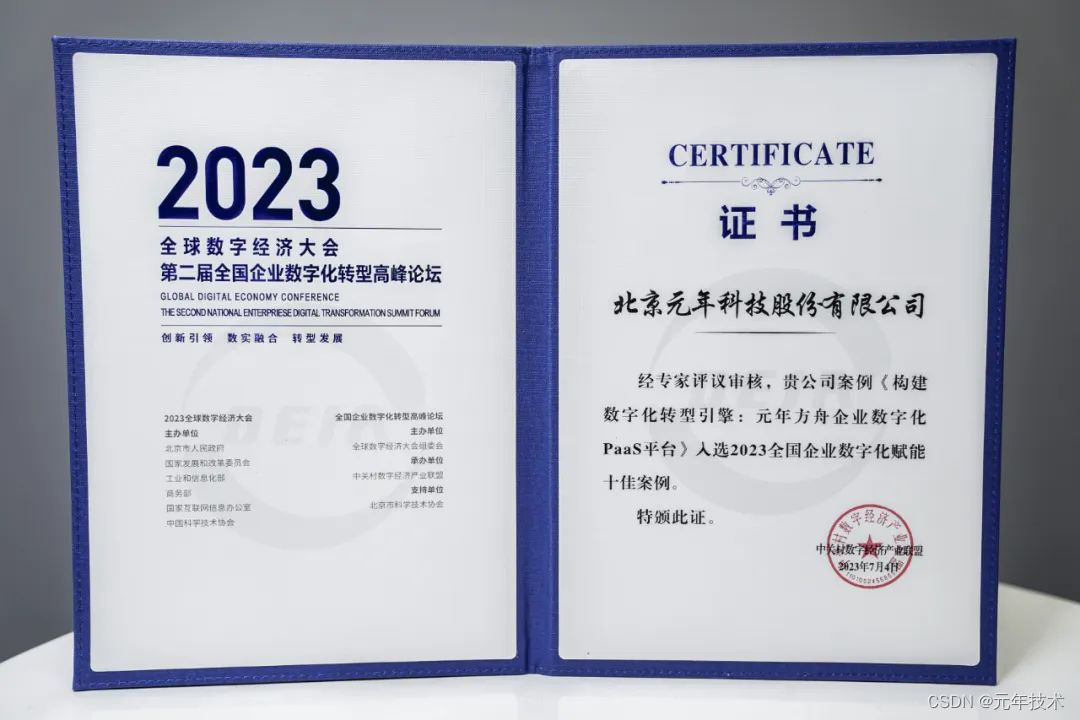 2023
全球数字经济大会
第二届全国企业数字化转型高峰论坛
GLOBAL DIGITAL ECONOMY CONFERENCE
THE SECOND NATIONAL ENTERPRIESE DIGITAL TRANSFORMATION SUMMIT FORUM
创新引领 数实融合 转型发展
2023全球数字经济大会
主办单位
北京市人民政府
国家发展和改革委员会
工业和信息化部
商务部
国家互联网信息办公室
中国科学技术协会
全国企业数字化转型高峰论坛
主办单位
全球数字经济大会组委会
承办单位
中关村数字经济产业联盟
支持单位
北京市科学技术协会
CERTIFICATE
证书
北京元年科技股份有限公司
经专家评议审核，贵公司案例《构建
数字化转型引擎：元年方舟企业数字化
PaaS平台》入选2023全国企业数字化赋能
十佳案例。
特颁此证。
中关村数字经济产业联盟
2023年7月4日
CSDN @元年技术